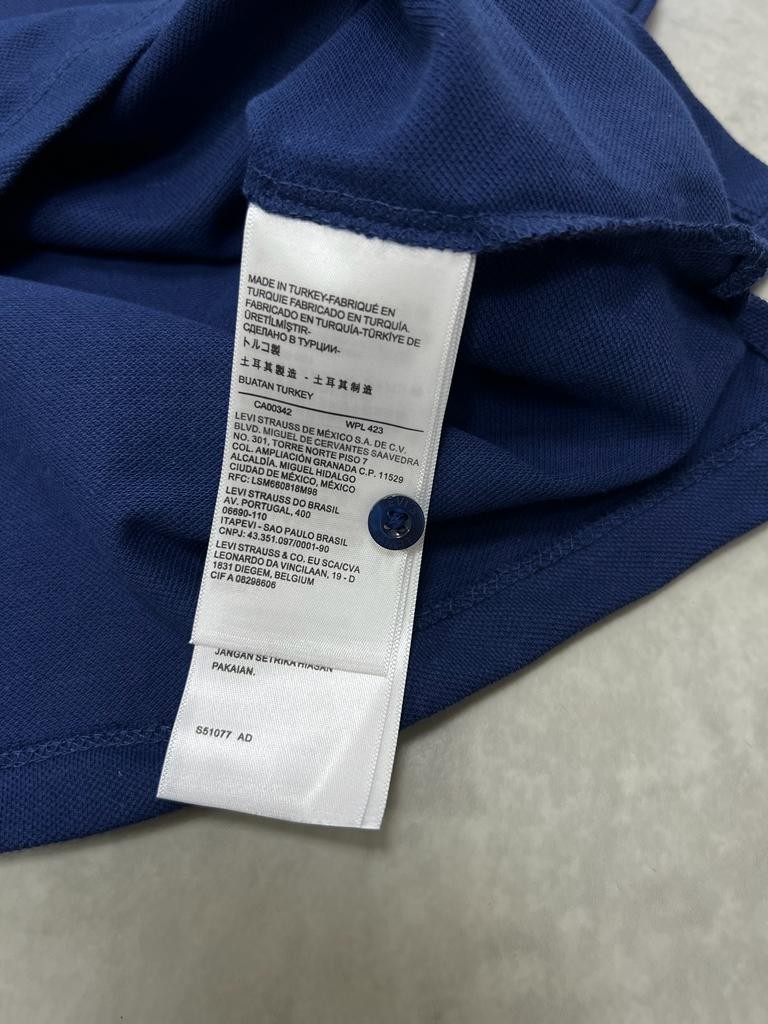 MADE IN TURKEY-FABRIQUÉ EN
TURQUIE FABRICADO EN TURQUÍA.
FABRICADO EN TURQUÍA-TÜRKİYE DE
ÜRETİLMİŞTİR-
СДЕЛАНО В ТУРЦИИ-
トルコ製
土耳其製造 - 土耳其制造
BUATAN TURKEY
CA00342 WPL 423
LEVI STRAUSS DE MÉXICO S.A. DE C.V.
BLVD. MIGUEL DE CERVANTES SAAVEDRA
NO. 301, TORRE NORTE PISO 7
COL. AMPLIACIÓN GRANADA C.P. 11529
ALCALDÍA. MIGUEL HIDALGO
CIUDAD DE MÉXICO, MÉXICO
RFC: LSM660818M98
LEVI STRAUSS DO BRASIL
AV. PORTUGAL, 400
06690-110
ITAPEVI - SAO PAULO BRASIL
CNPJ: 43.351.097/0001-90
LEVI STRAUSS & CO. EU SCA/CVA
LEONARDO DA VINCILAAN, 19 - D
1831 DIEGEM, BELGIUM
CIF A 08298606
JANGAN SETRIKA HIASAN
PAKAIAN.
S51077 AD